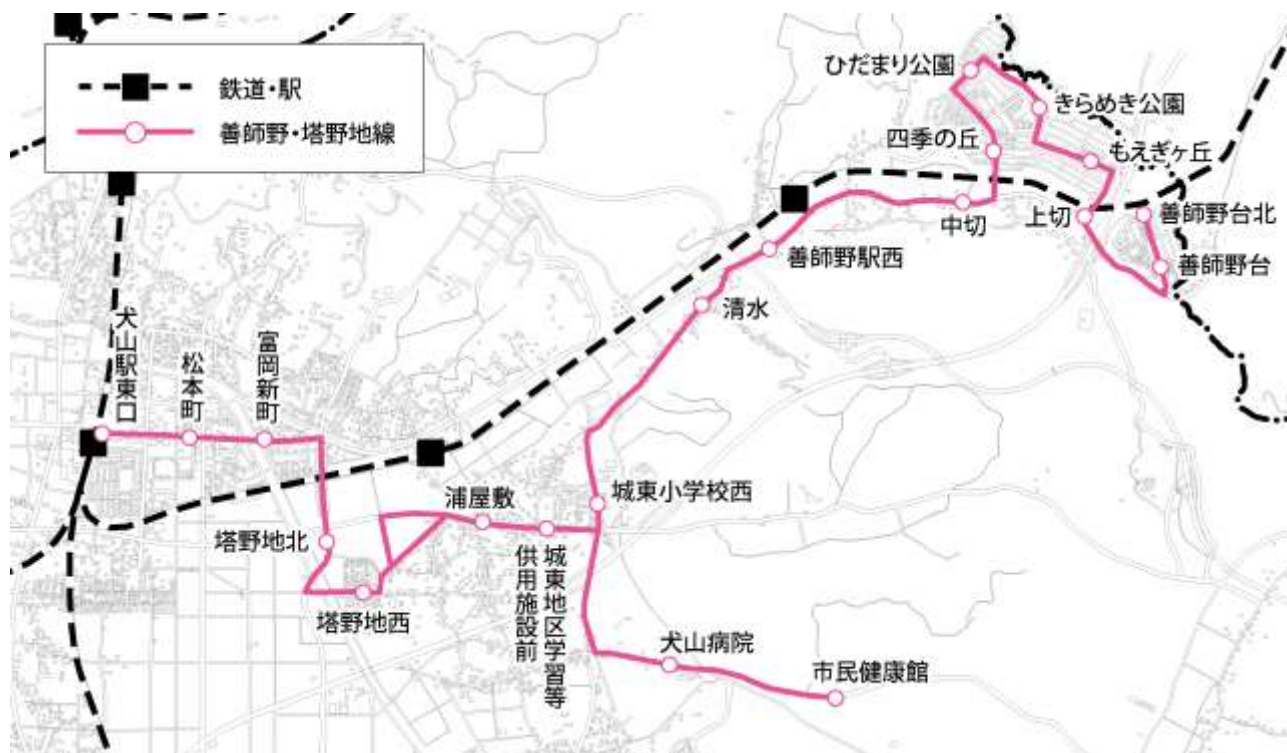 鉄道・駅
善師野・塔野地線
ひだまり公園
きらめき公園
四季の丘
もえぎヶ丘
中切
上切
善師野台北
善師野台
善師野駅西
清水
犬山駅東口
松本町
富岡新町
城東小学校西
浦屋敷
塔野地北
塔野地西
城東地区学習等
供用施設前
犬山病院
市民健康館